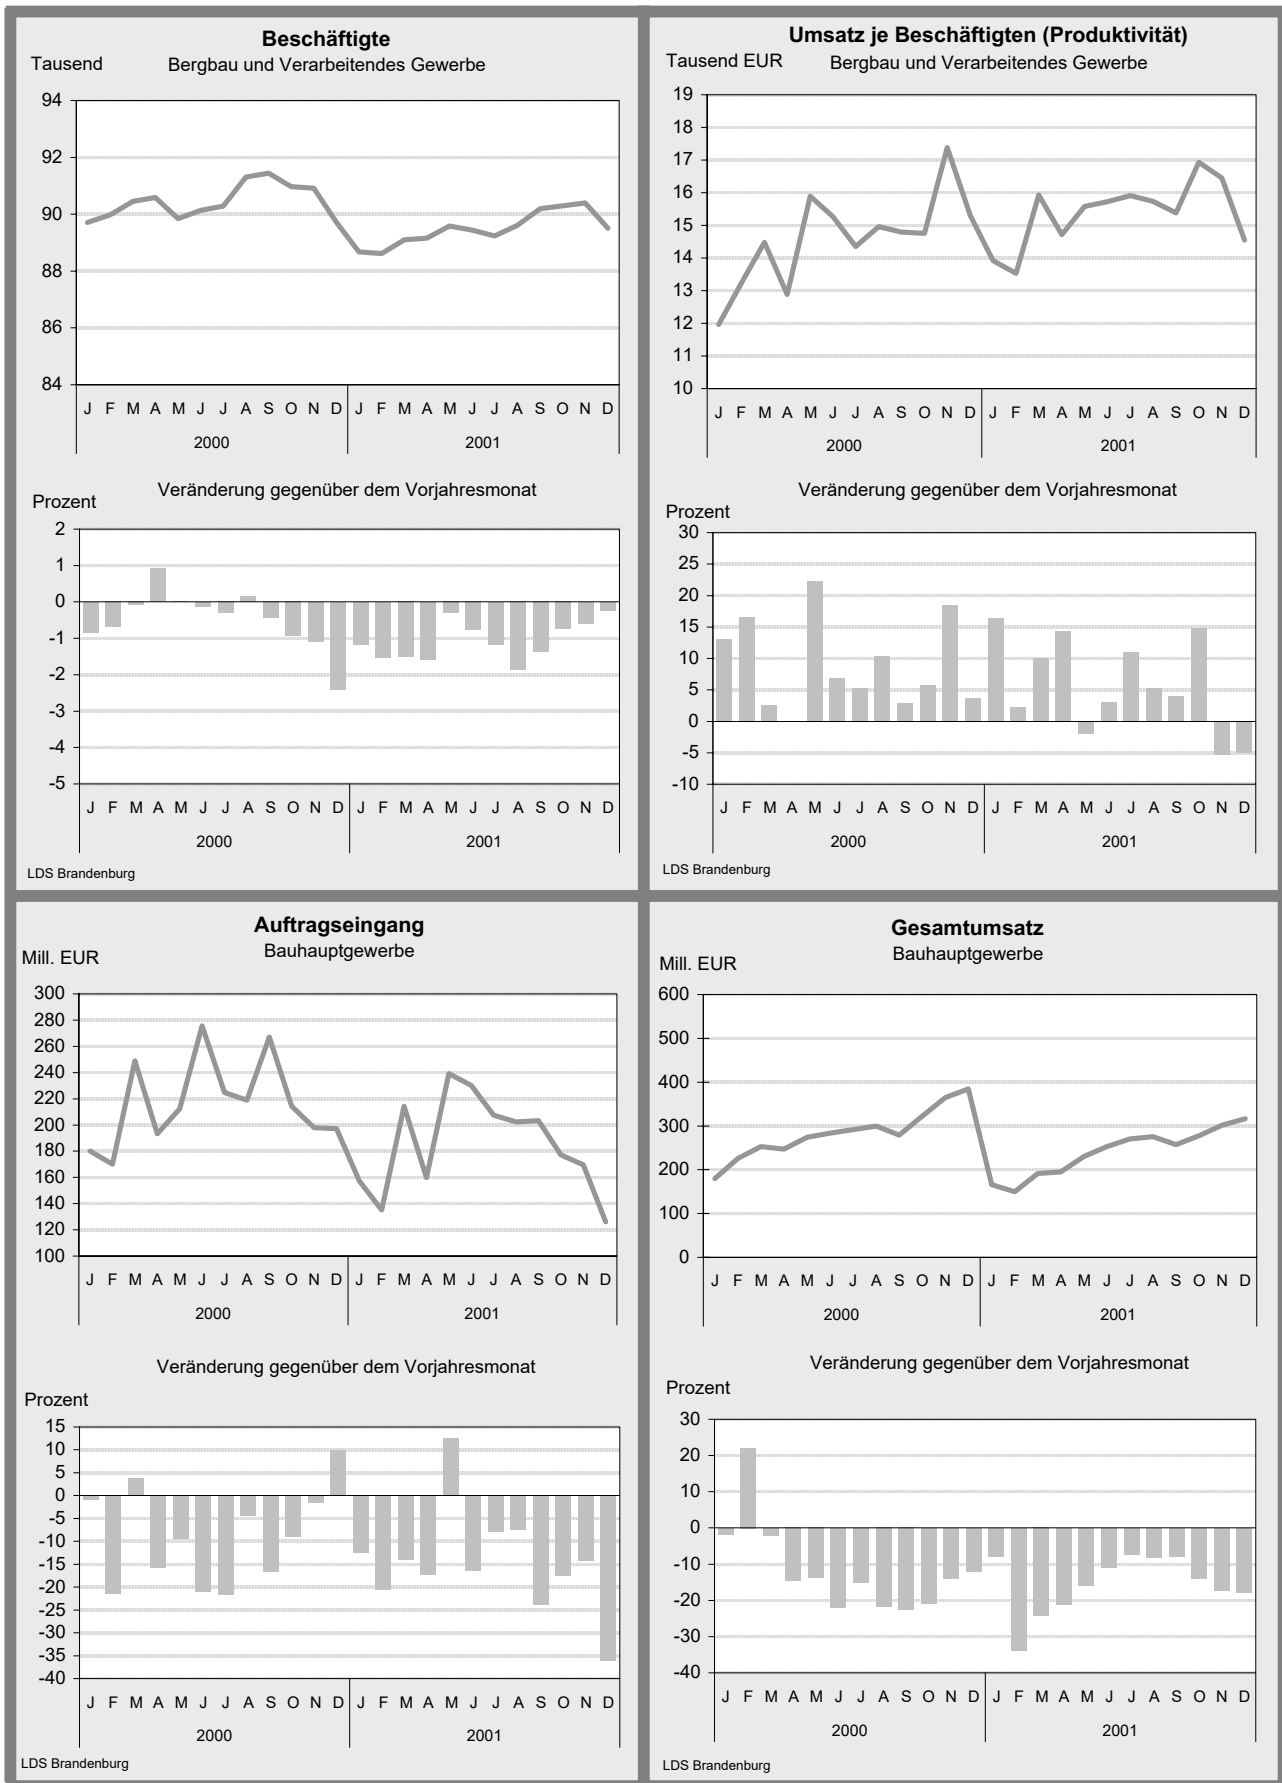 Beschäftigte
Tausend
Bergbau und Verarbeitendes Gewerbe
94
92
90
88
86
84
J F M A M J J A S O N D J F M A M J J A S O N D
2000 2001
Veränderung gegenüber dem Vorjahresmonat
Prozent
2
1
0
-1
-2
-3
-4
-5
J F M A M J J A S O N D J F M A M J J A S O N D
2000 2001
LDS Brandenburg
Umsatz je Beschäftigten (Produktivität)
Tausend EUR
Bergbau und Verarbeitendes Gewerbe
19
18
17
16
15
14
13
12
11
10
J F M A M J J A S O N D J F M A M J J A S O N D
2000 2001
Veränderung gegenüber dem Vorjahresmonat
Prozent
30
25
20
15
10
5
0
-5
-10
J F M A M J J A S O N D J F M A M J J A S O N D
2000 2001
LDS Brandenburg
Auftragseingang
Bauhauptgewerbe
Mill. EUR
300
280
260
240
220
200
180
160
140
120
100
J F M A M J J A S O N D J F M A M J J A S O N D
2000 2001
Veränderung gegenüber dem Vorjahresmonat
Prozent
15
10
5
0
-5
-10
-15
-20
-25
-30
-35
-40
J F M A M J J A S O N D J F M A M J J A S O N D
2000 2001
LDS Brandenburg
Gesamtumsatz
Bauhauptgewerbe
Mill. EUR
600
500
400
300
200
100
0
J F M A M J J A S O N D J F M A M J J A S O N D
2000 2001
Veränderung gegenüber dem Vorjahresmonat
Prozent
30
20
10
0
-10
-20
-30
-40
J F M A M J J A S O N D J F M A M J J A S O N D
2000 2001
LDS Brandenburg